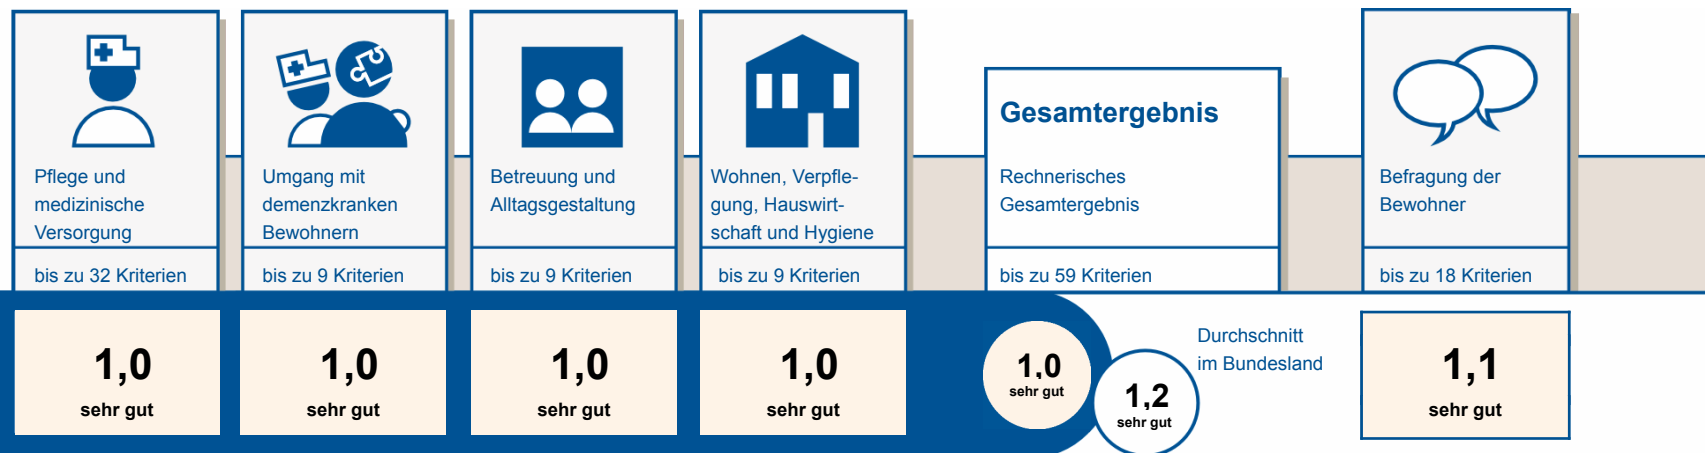 Pflege und
medizinische
Versorgung
bis zu 32 Kriterien
1,0
sehr gut
Umgang mit
demenzkranken
Bewohnern
bis zu 9 Kriterien
1,0
sehr gut
Betreuung und
Alltagsgestaltung
bis zu 9 Kriterien
1,0
sehr gut
Wohnen, Verpfle-
gung, Hauswirt-
schaft und Hygiene
bis zu 9 Kriterien
1,0
sehr gut
Gesamtergebnis
Rechnerisches
Gesamtergebnis
bis zu 59 Kriterien
1,0
sehr gut
1,2
sehr gut
Durchschnitt
im Bundesland
Befragung der
Bewohner
bis zu 18 Kriterien
1,1
sehr gut